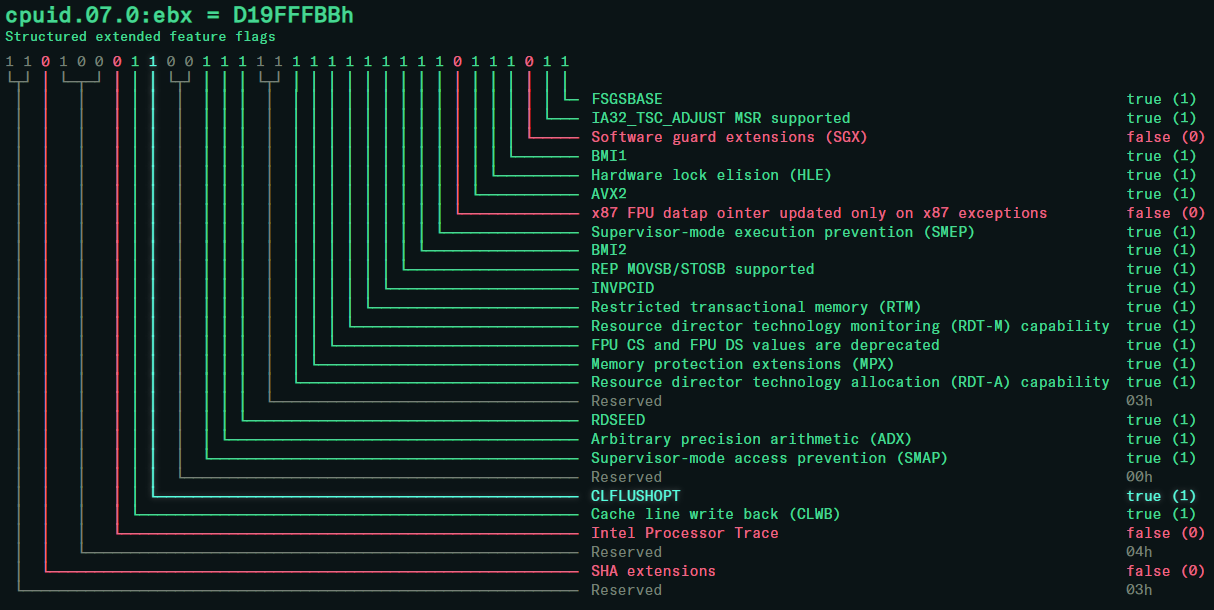 cpuid.07.0:ebx = D19FFFBBh
Structured extended feature flags
1 1 0 1 0 0 0 1 1 0 0 1 1 1 1 1 1 1 1 1 1 1 1 1 1 0 1 1 1 0 1 1
FSGSBASE true (1)
IA32_TSC_ADJUST MSR supported true (1)
Software guard extensions (SGX) false (0)
BMI1 true (1)
Hardware lock elision (HLE) true (1)
AVX2 true (1)
x87 FPU datap ointer updated only on x87 exceptions false (0)
Supervisor-mode execution prevention (SMEP) true (1)
BMI2 true (1)
REP MOVSB/STOSB supported true (1)
INVPCID true (1)
Restricted transactional memory (RTM) true (1)
Resource director technology monitoring (RDT-M) capability true (1)
FPU CS and FPU DS values are deprecated true (1)
Memory protection extensions (MPX) true (1)
Resource director technology allocation (RDT-A) capability true (1)
Reserved 03h
RDSEED true (1)
Arbitrary precision arithmetic (ADX) true (1)
Supervisor-mode access prevention (SMAP) true (1)
Reserved 00h
CLFLUSHOPT true (1)
Cache line write back (CLWB) true (1)
Intel Processor Trace false (0)
Reserved 04h
SHA extensions false (0)
Reserved 03h